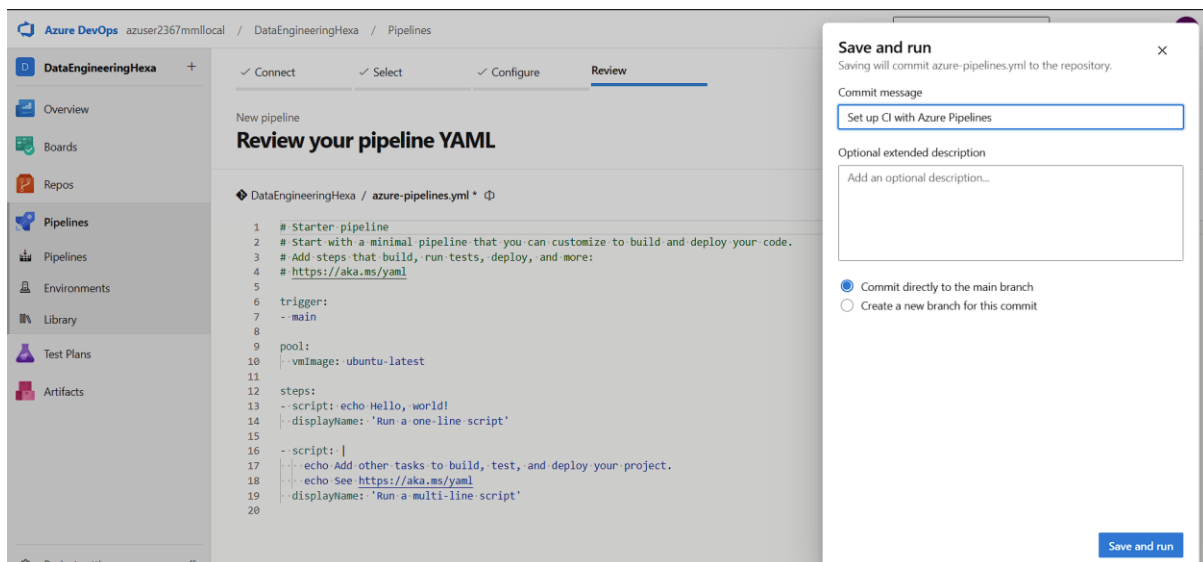 Azure DevOps azuser2367mmllocal / DataEngineeringHexa / Pipelines
D DataEngineeringHexa +
Overview
Boards
Repos
Pipelines
Pipelines
Environments
Library
Test Plans
Artifacts
Connect
Select
Configure
Review
New pipeline
Review your pipeline YAML
DataEngineeringHexa / azure-pipelines.yml *
1 # Starter pipeline
2 # Start with a minimal pipeline that you can customize to build and deploy your code.
3 # Add steps that build, run tests, deploy, and more:
4 # https://aka.ms/yaml
5
6 trigger:
7 - main
8
9 pool:
10 vmImage: ubuntu-latest
11
12 steps:
13 - script: echo Hello, world!
14 displayName: 'Run a one-line script'
15
16 - script: |
17 echo Add other tasks to build, test, and deploy your project.
18 echo See https://aka.ms/yaml
19 displayName: 'Run a multi-line script'
20
Save and run
Saving will commit azure-pipelines.yml to the repository.
Commit message
Set up CI with Azure Pipelines
Optional extended description
Add an optional description...
Commit directly to the main branch
Create a new branch for this commit
Save and run